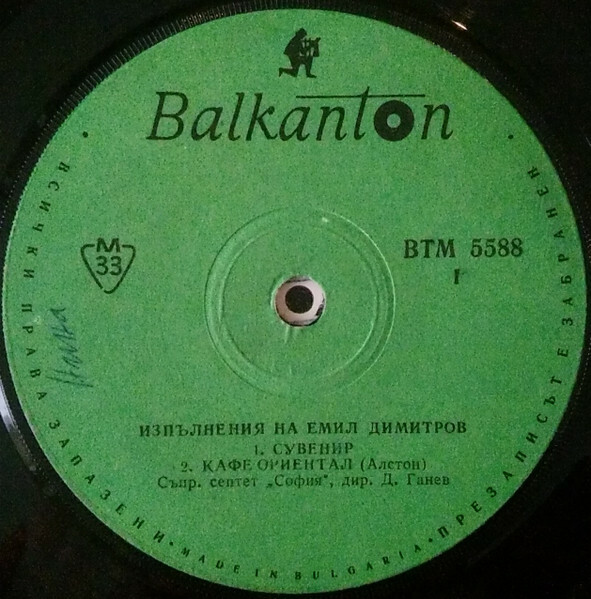 Balkanton
M
33
ВТМ 5588
I
ИЗПЪЛНЕНИЯ НА ЕМИЛ ДИМИТРОВ
1. СУВЕНИР
2. КАФЕ ОРИЕНТАЛ (Алстон)
Съпр. септет „София", дир. Д. Ганев
ВСИЧКИ ПРАВА ЗАПАЗЕНИ • MADE IN BULGARIA • ПРЕЗАПИСЪТ Е ЗАБРАНЕН